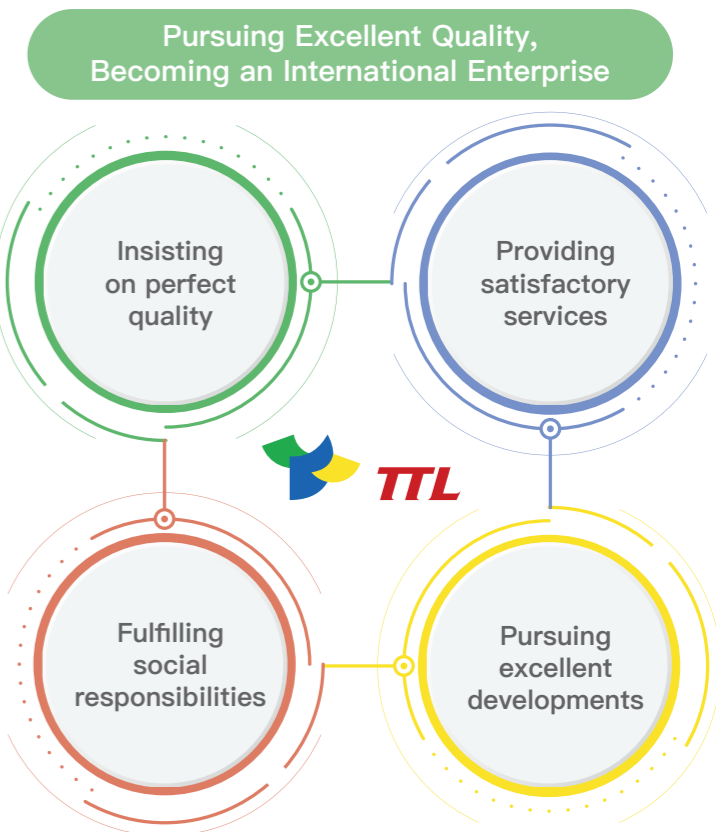 Pursuing Excellent Quality,
Becoming an International Enterprise
Insisting
on perfect
quality
Providing
satisfactory
services
TTL
Fulfilling
social
responsibilities
Pursuing
excellent
developments